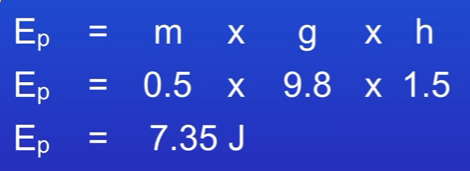 Ep = m x g x h
Ep = 0.5 x 9.8 x 1.5
Ep = 7.35 J